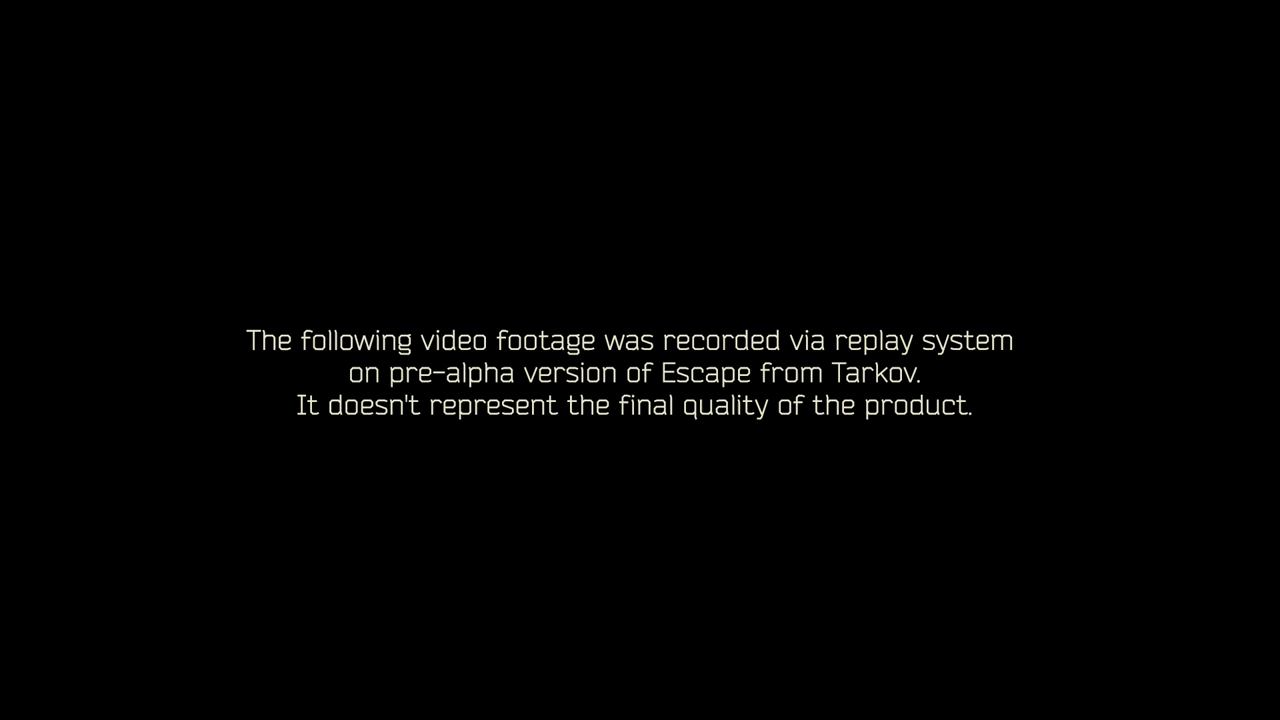 The following video footage was recorded via replay system
on pre-alpha version of Escape from Tarkov.
It doesn't represent the final quality of the product.